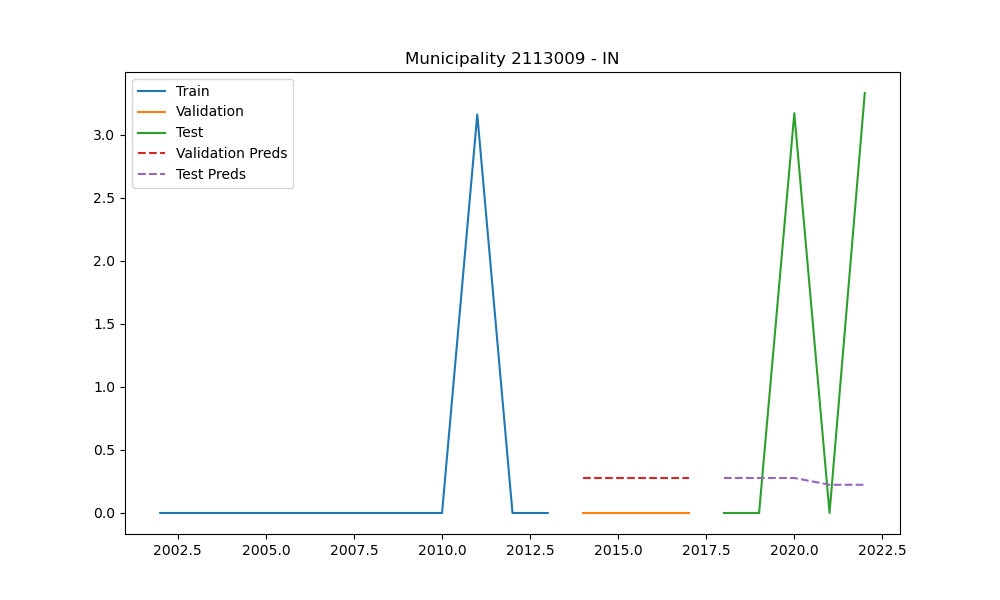 Municipality 2113009 - IN
Train
Validation
Test
Validation Preds
Test Preds
3.0
2.5
2.0
1.5
1.0
0.5
0.0
2002.5 2005.0 2007.5 2010.0 2012.5 2015.0 2017.5 2020.0 2022.5